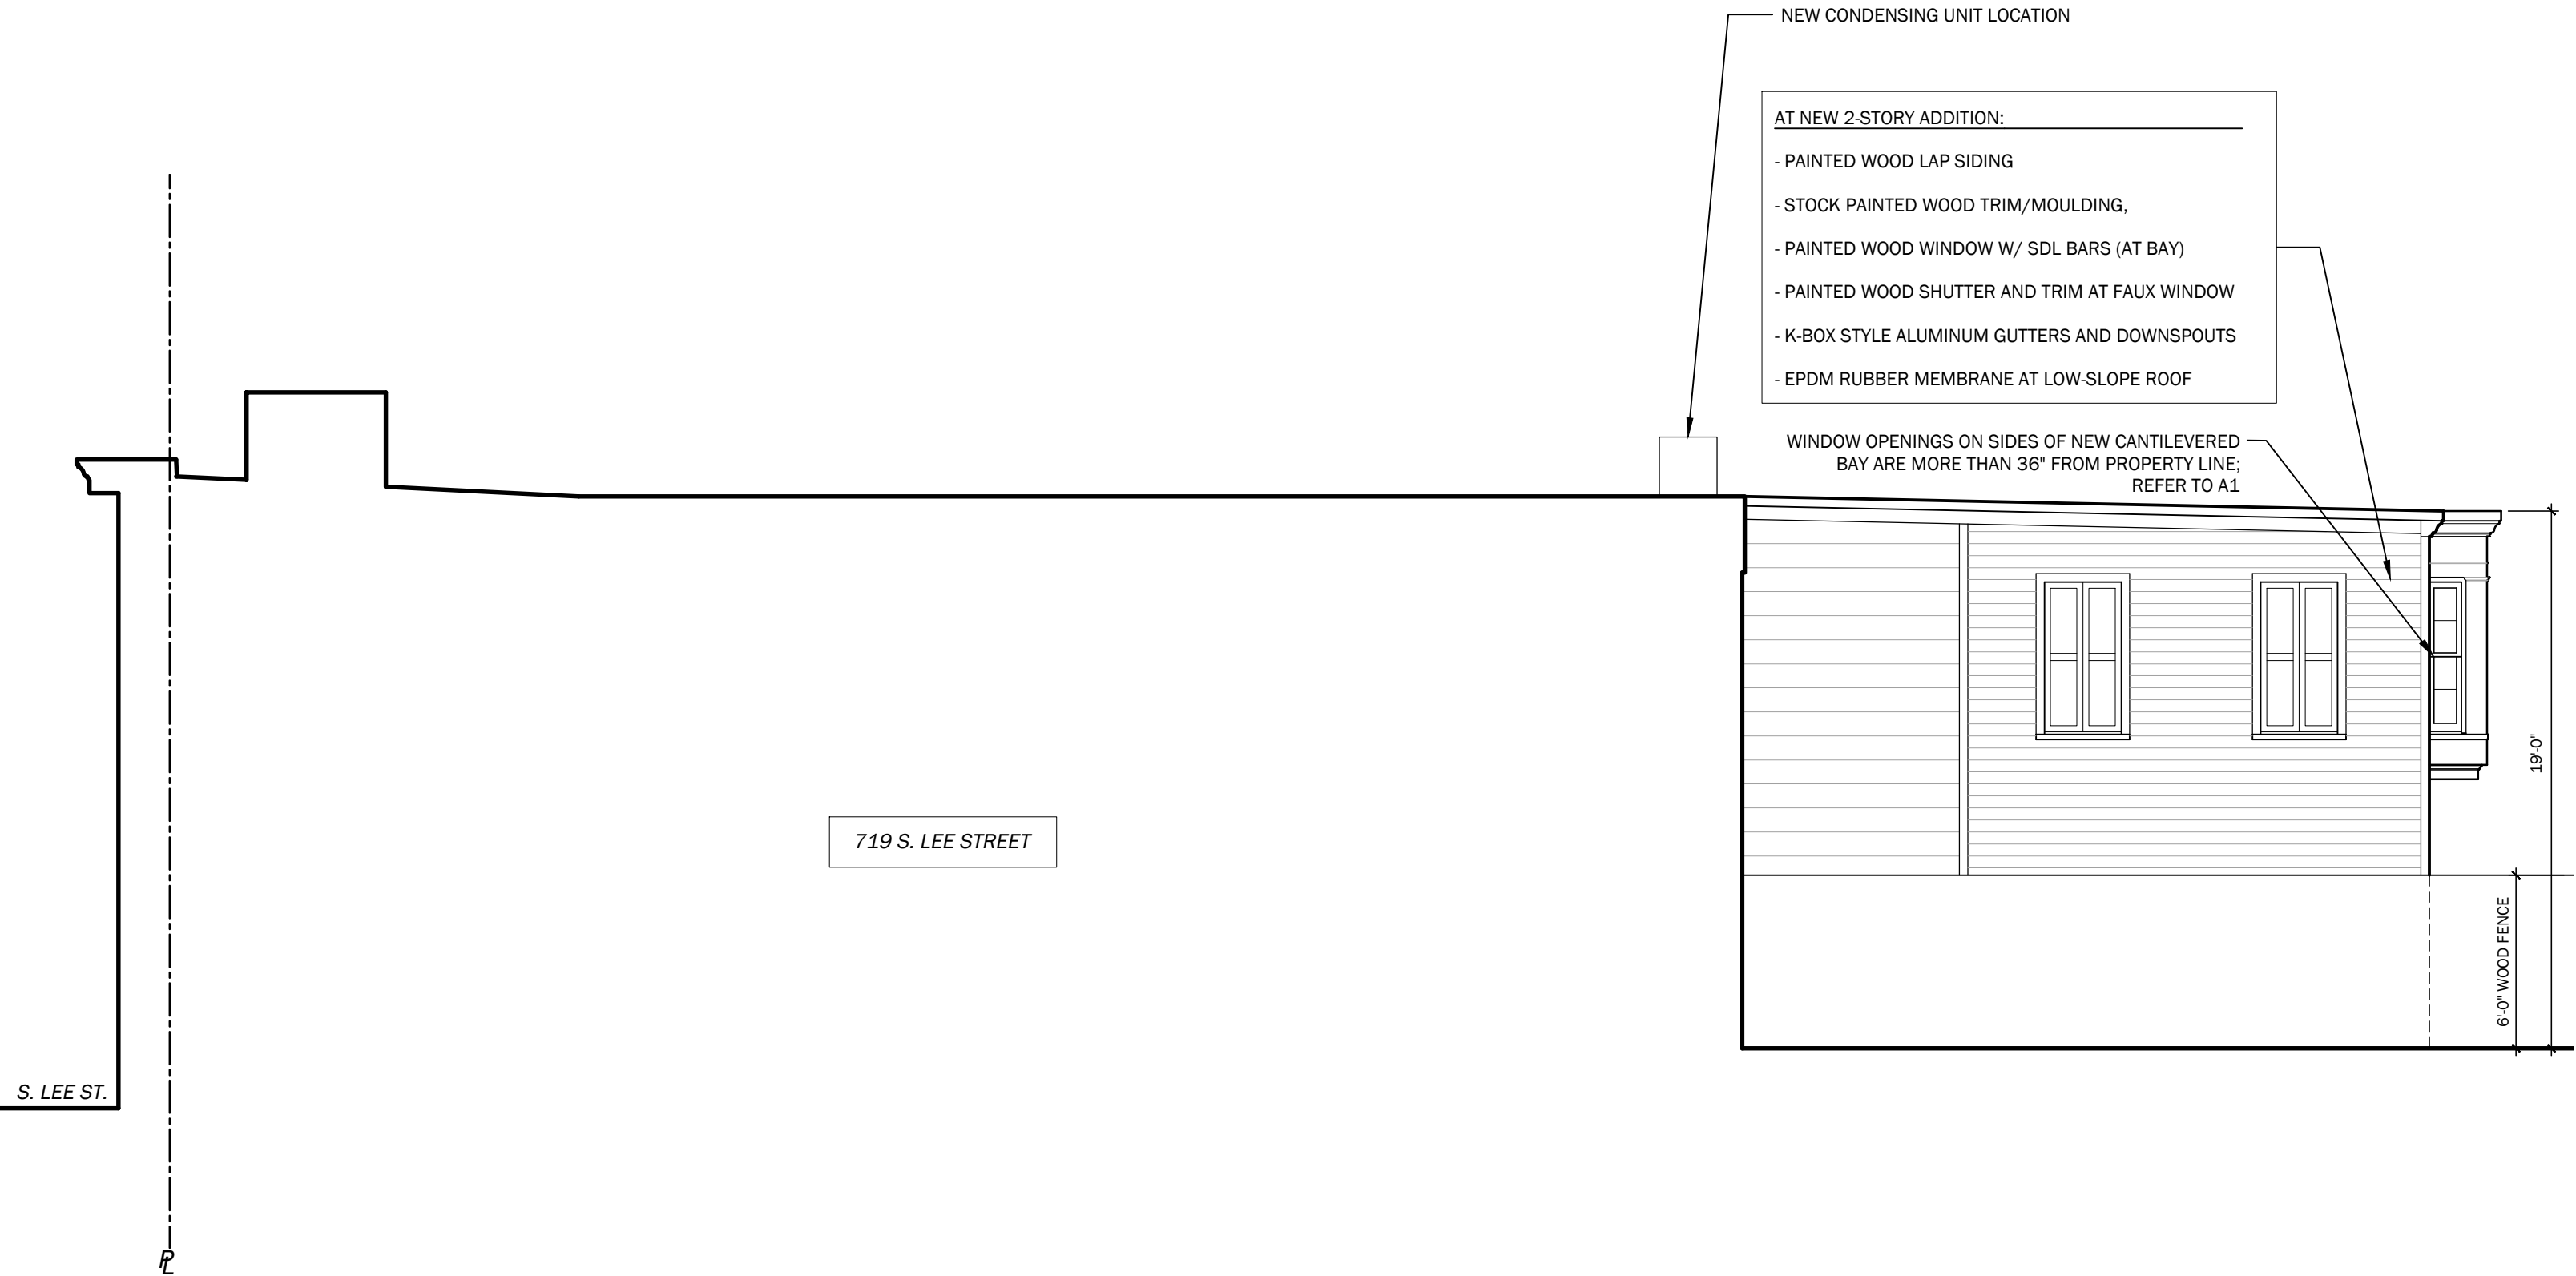 NEW CONDENSING UNIT LOCATION
AT NEW 2-STORY ADDITION:
- PAINTED WOOD LAP SIDING
- STOCK PAINTED WOOD TRIM/MOULDING,
- PAINTED WOOD WINDOW W/ SDL BARS (AT BAY)
- PAINTED WOOD SHUTTER AND TRIM AT FAUX WINDOW
- K-BOX STYLE ALUMINUM GUTTERS AND DOWNSPOUTS
- EPDM RUBBER MEMBRANE AT LOW-SLOPE ROOF
WINDOW OPENINGS ON SIDES OF NEW CANTILEVERED
BAY ARE MORE THAN 36" FROM PROPERTY LINE;
REFER TO A1
19'-0"
719 S. LEE STREET
6'-0" WOOD FENCE
S. LEE ST.
PL